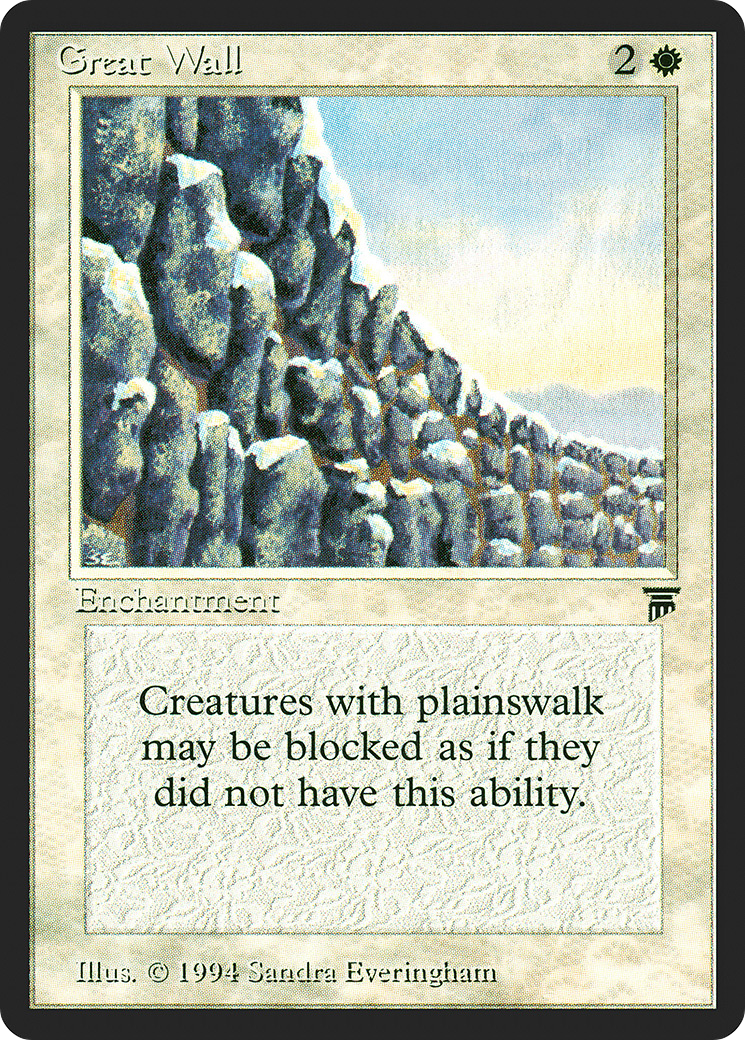 Great Wall
2
SE
Enchantment
Creatures with plainswalk
may be blocked as if they
did not have this ability.
Illus. © 1994 Sandra Everingham